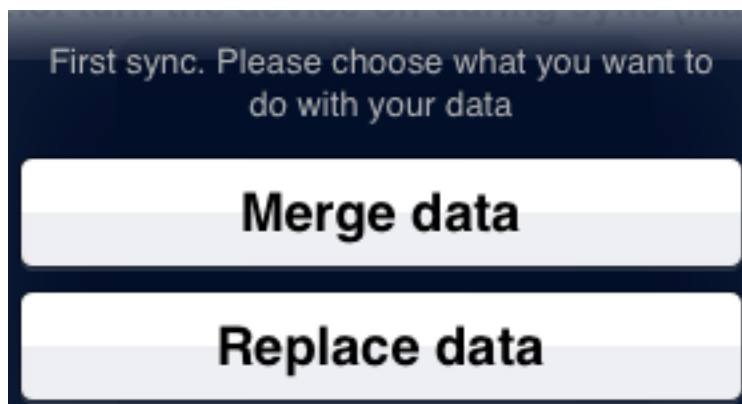 First sync. Please choose what you want to
do with your data
Merge data
Replace data